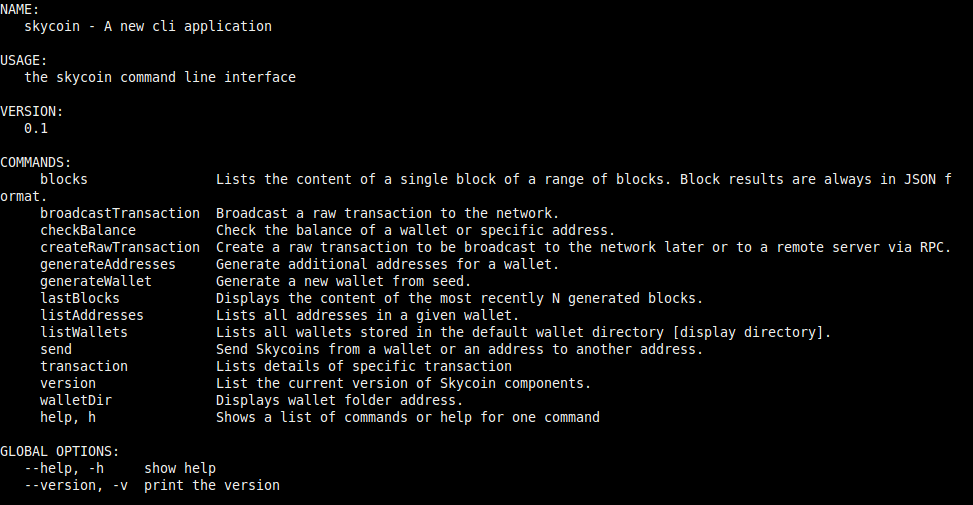 NAME:
   skycoin - A new cli application

USAGE:
   the skycoin command line interface

VERSION:
   0.1

COMMANDS:
     blocks                Lists the content of a single block of a range of blocks. Block results are always in JSON f
ormat.
     broadcastTransaction  Broadcast a raw transaction to the network.
     checkBalance          Check the balance of a wallet or specific address.
     createRawTransaction  Create a raw transaction to be broadcast to the network later or to a remote server via RPC.
     generateAddresses     Generate additional addresses for a wallet.
     generateWallet        Generate a new wallet from seed.
     lastBlocks            Displays the content of the most recently N generated blocks.
     listAddresses         Lists all addresses in a given wallet.
     listWallets           Lists all wallets stored in the default wallet directory [display directory].
     send                  Send Skycoins from a wallet or an address to another address.
     transaction           Lists details of specific transaction
     version               List the current version of Skycoin components.
     walletDir             Displays wallet folder address.
     help, h               Shows a list of commands or help for one command

GLOBAL OPTIONS:
   --help, -h     show help
   --version, -v  print the version